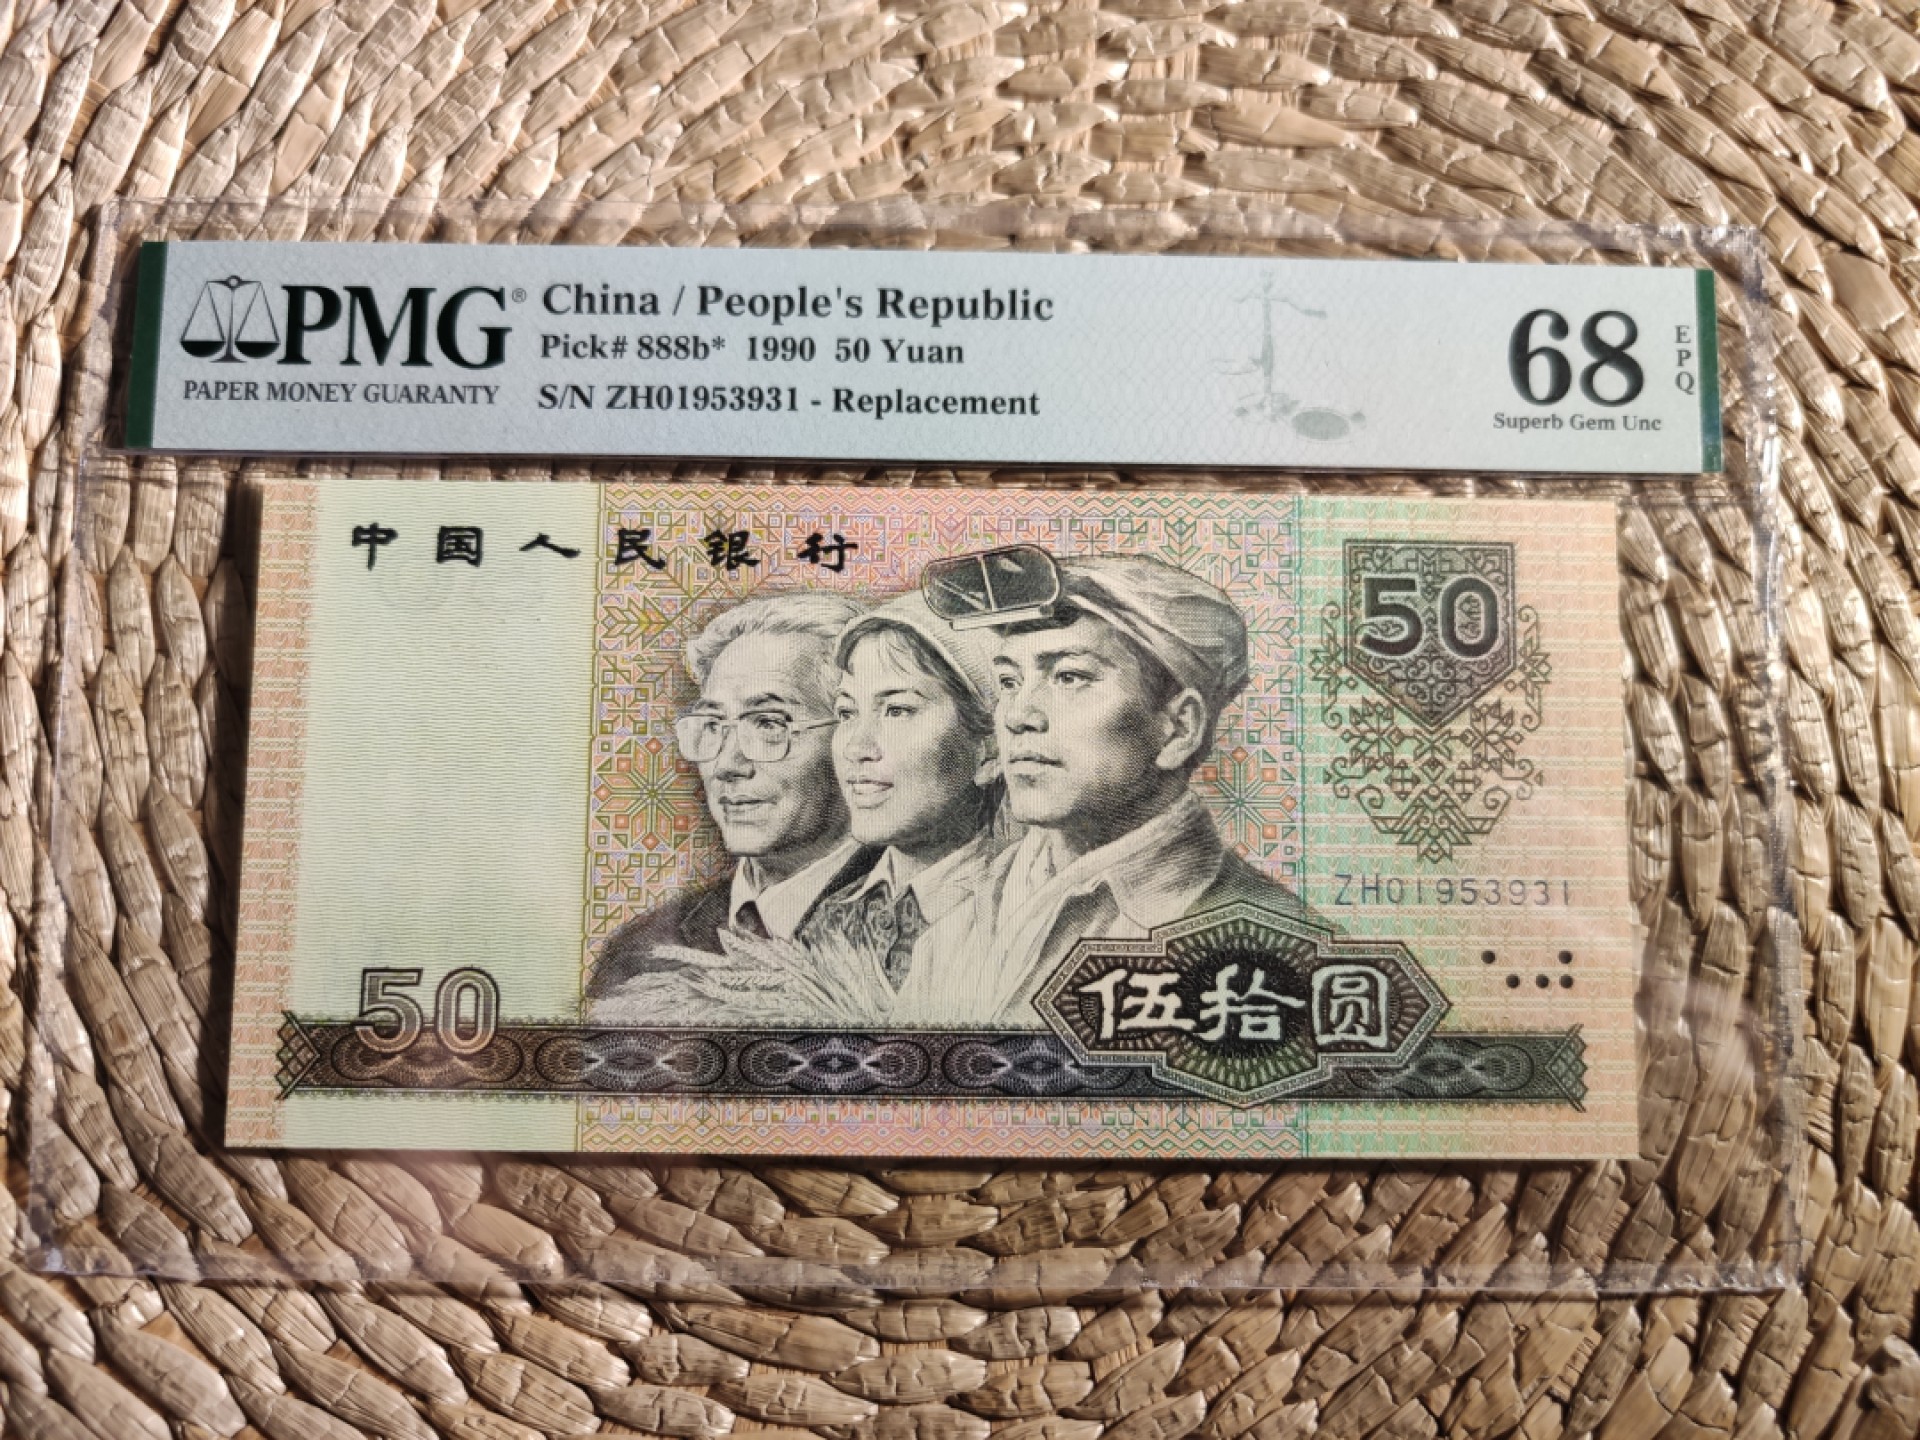 PMG®
PAPER MONEY GUARANTY
China / People's Republic
Pick# 888b* 1990 50 Yuan
S/N ZH01953931 - Replacement
68
EPQ
Superb Gem Unc
中国人民银行
50
ZH01953931
50
伍拾圆